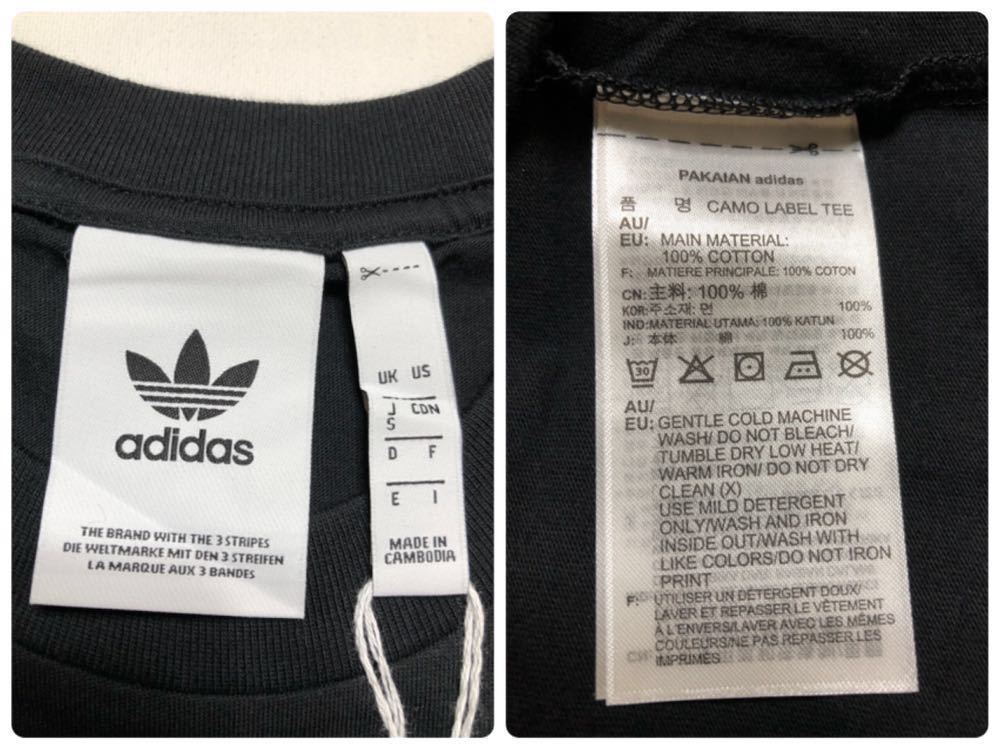 adidas
THE BRAND WITH THE 3 STRIPES
DIE WELTMARKE MIT DEN 3 STREIFEN
LA MARQUE AUX 3 BANDES
UK US
J CDN
S
D F
E I
MADE IN
CAMBODIA
PAKAIAN adidas
품 명 CAMO LABEL TEE
AU/
EU: MAIN MATERIAL:
100% COTTON
F: MATIERE PRINCIPALE: 100% COTON
CN: 主料: 100% 棉
KOR: 주소재: 면 100%
IND: MATERIAL UTAMA: 100% KATUN
J: 本体 綿 100%
30
AU/
EU: GENTLE COLD MACHINE
WASH/ DO NOT BLEACH/
TUMBLE DRY LOW HEAT/
WARM IRON/ DO NOT DRY
CLEAN (X)
USE MILD DETERGENT
ONLY/WASH AND IRON
INSIDE OUT/WASH WITH
LIKE COLORS/DO NOT IRON
PRINT
F: UTILISER UN DÉTERGENT DOUX/
LAVER ET REPASSER LE VÊTEMENT
À L'ENVERS/LAVER AVEC LES MÊMES
COULEURS/NE PAS REPASSER LES
IMPRIMÉS